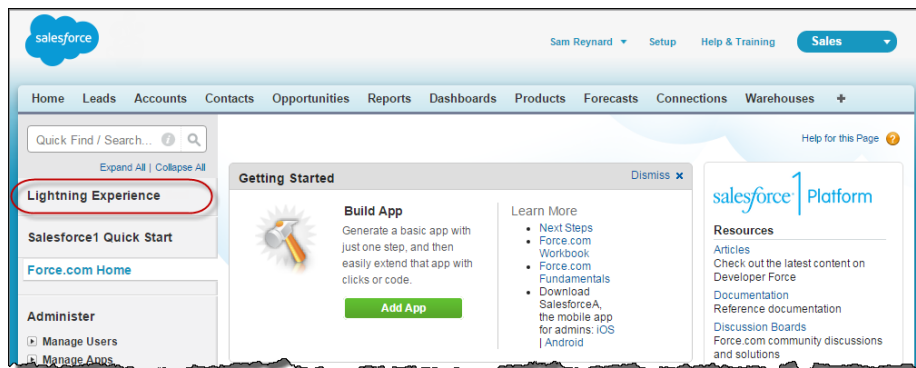 salesforce
Sam Reynard
Setup
Help & Training
Sales
Home Leads Accounts Contacts Opportunities Reports Dashboards Products Forecasts Connections Warehouses +
Quick Find / Search...
Expand All | Collapse All
Lightning Experience
Salesforce1 Quick Start
Force.com Home
Administer
Manage Users
Manage Apps
Help for this Page ?
Getting Started
Dismiss x
Build App
Generate a basic app with
just one step, and then
easily extend that app with
clicks or code.
Add App
Learn More
• Next Steps
• Force.com
Workbook
• Force.com
Fundamentals
• Download
SalesforceA,
the mobile app
for admins: iOS
| Android
salesforce1 Platform
Resources
Articles
Check out the latest content on
Developer Force
Documentation
Reference documentation
Discussion Boards
Force.com community discussions
and solutions